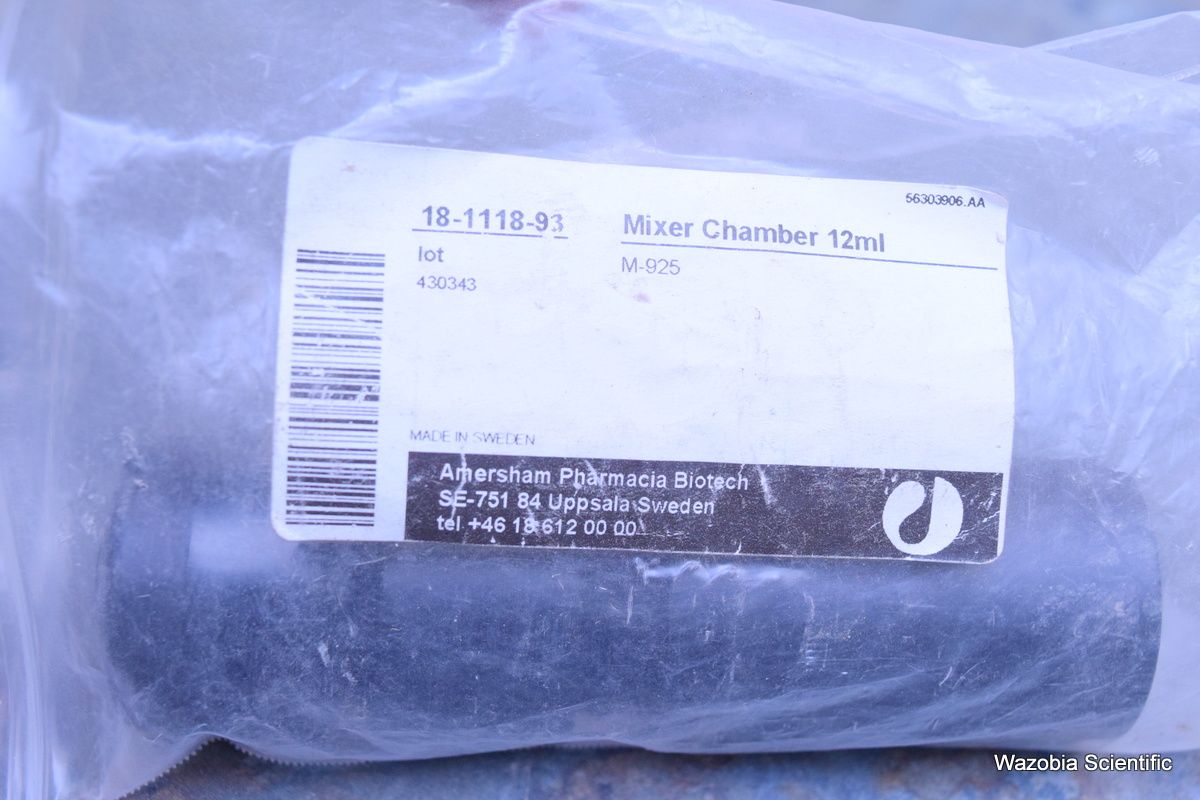 56303906.AA
18-1118-93
Mixer Chamber 12ml
lot
M-925
430343
MADE IN SWEDEN
Amersham Pharmacia Biotech
SE-751 84 Uppsala Sweden
tel +46 18 612 00 00
Wazobia Scientific